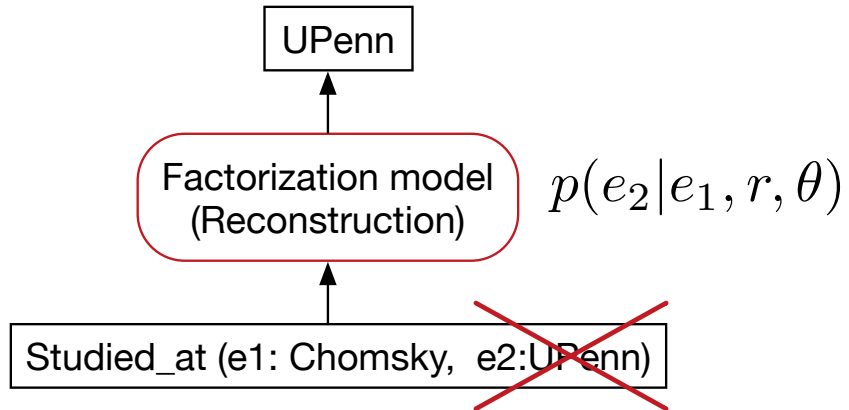 UPenn
Factorization model
(Reconstruction)
p(e₂|e₁, r, θ)
Studied_at (e1: Chomsky, e2:UPenn)